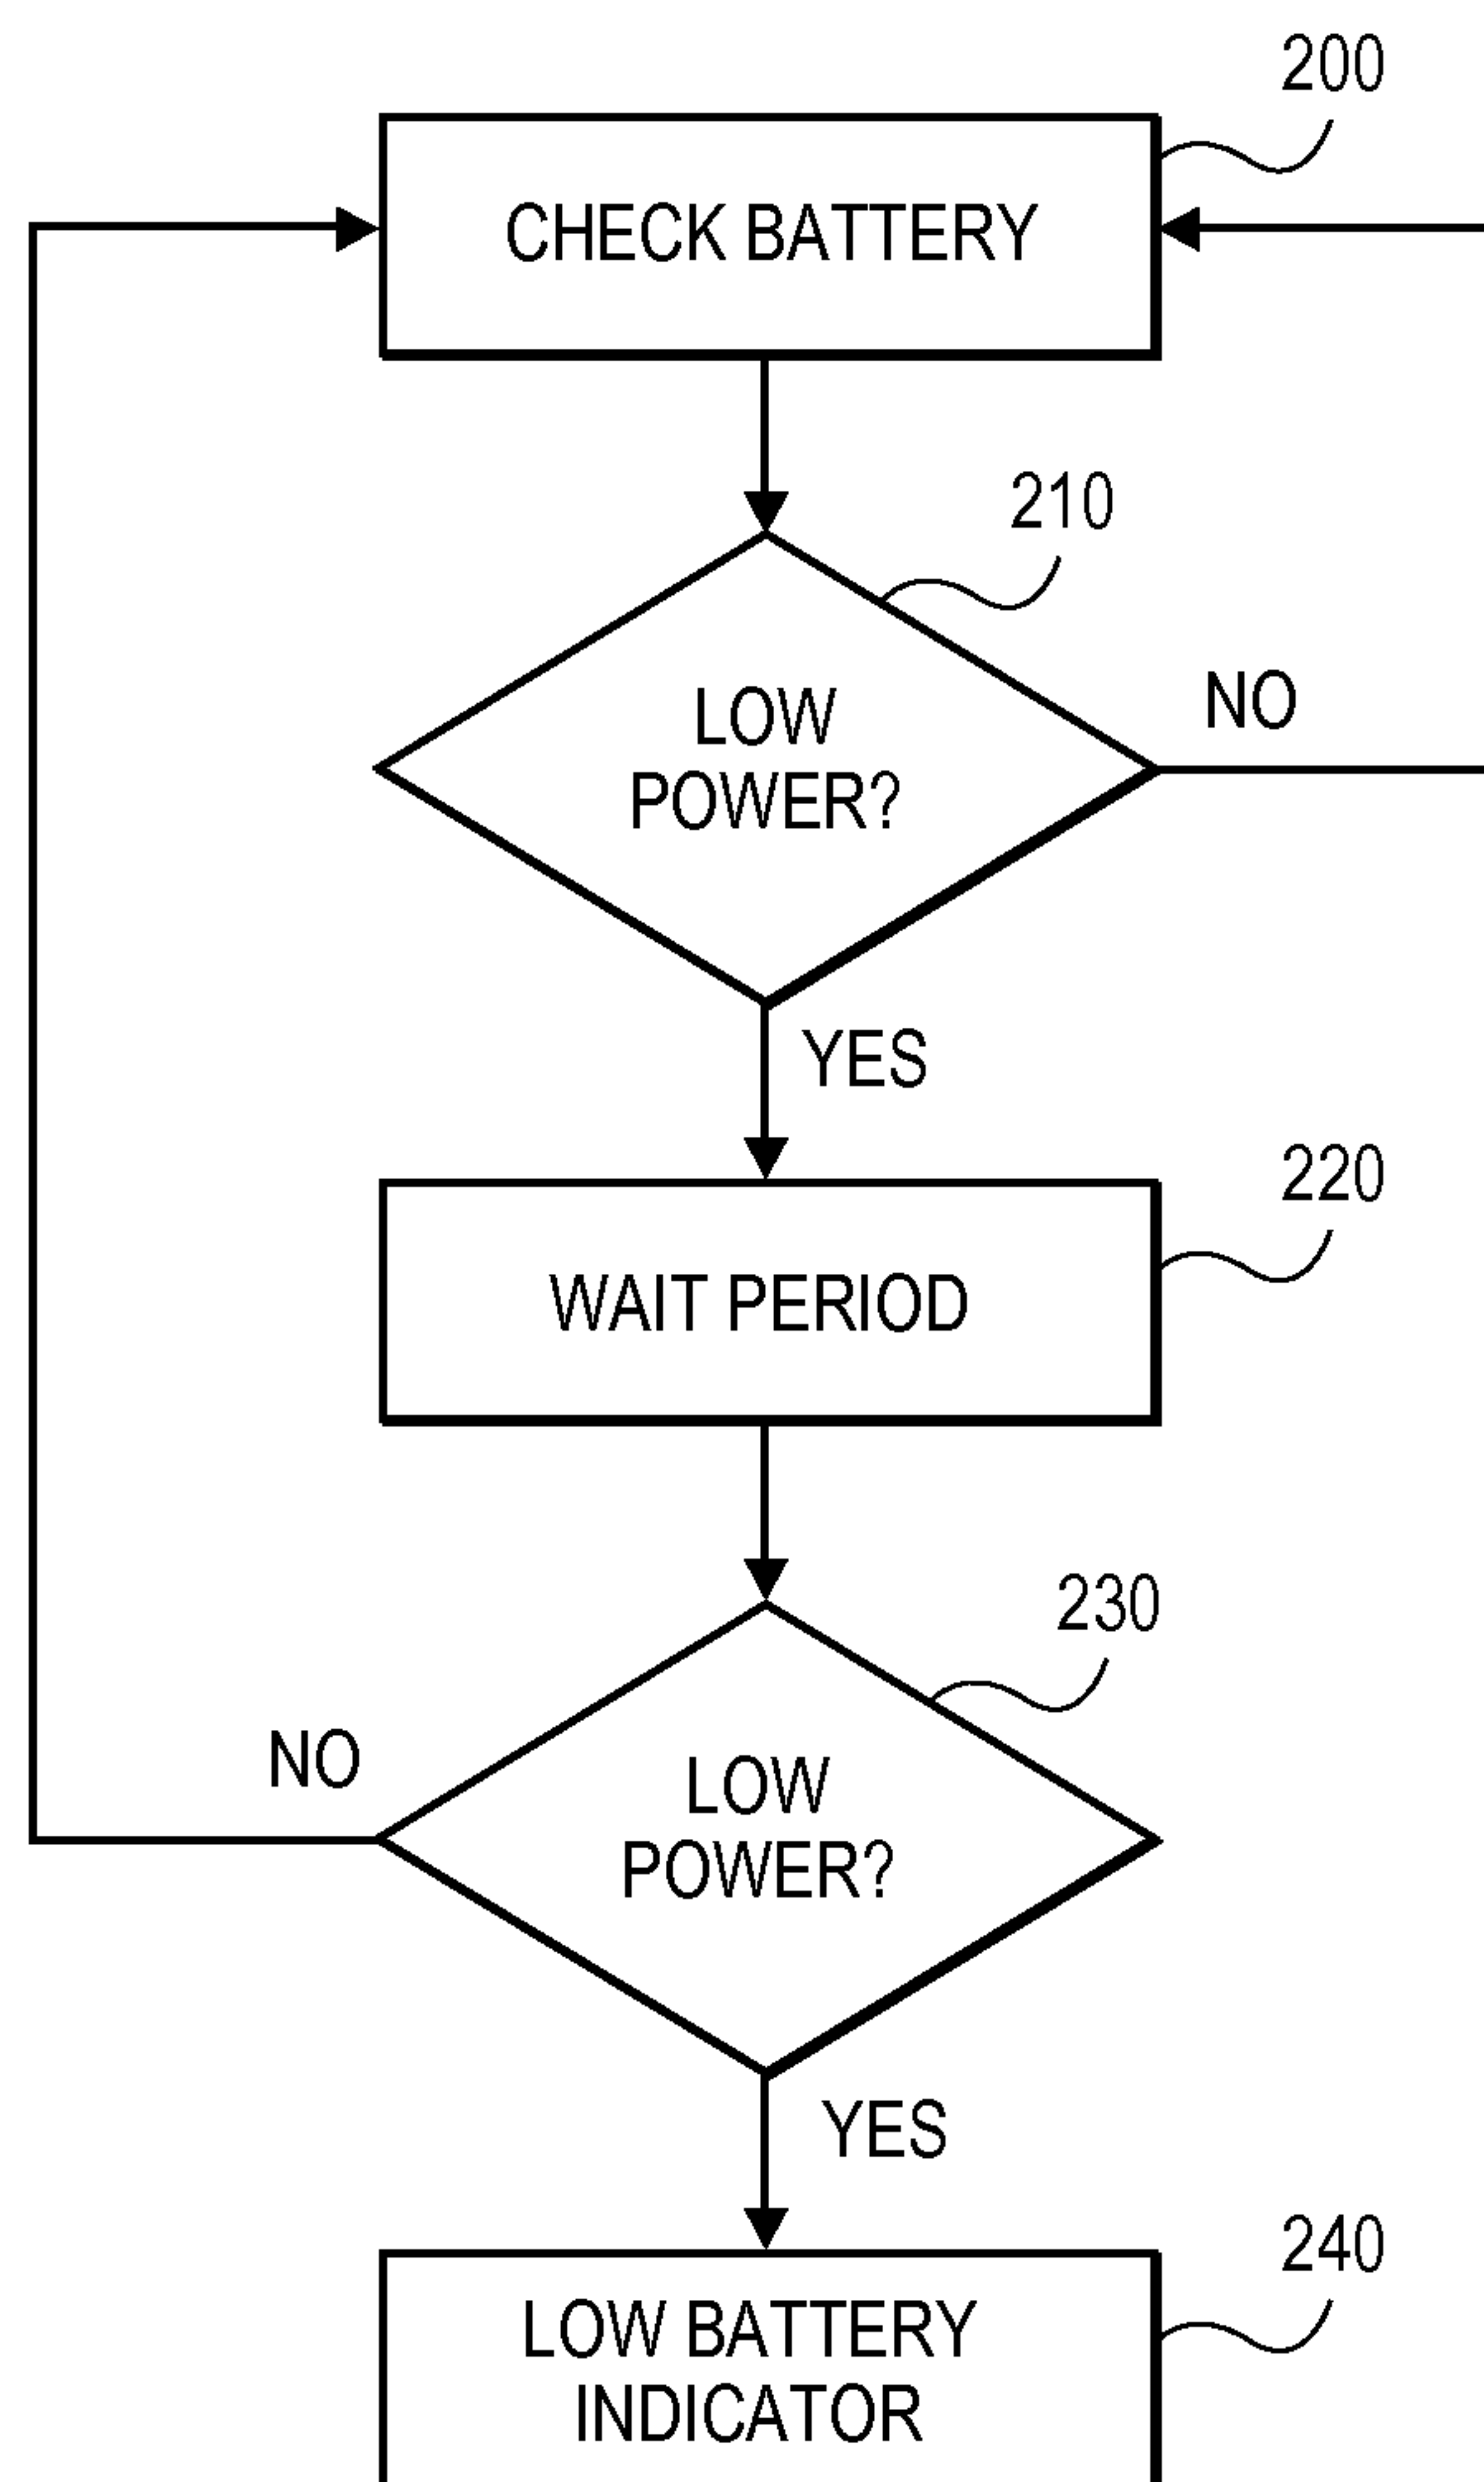 200
CHECK BATTERY
210
LOW
POWER?
NO
YES
220
WAIT PERIOD
230
NO
LOW
POWER?
YES
240
LOW BATTERY
INDICATOR